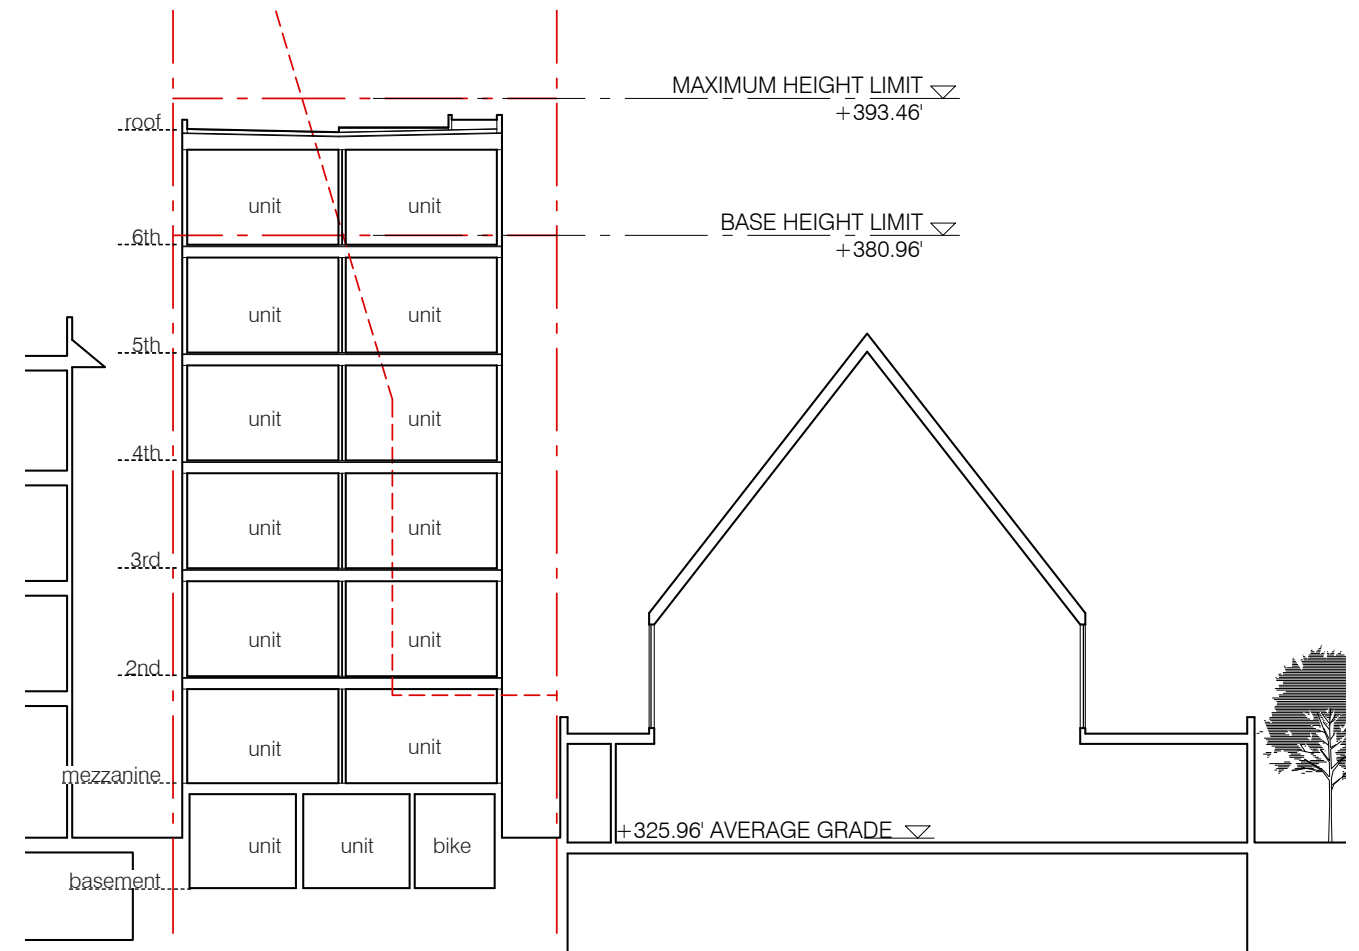 MAXIMUM HEIGHT LIMIT
+393.46'
roof
unit unit
BASE HEIGHT LIMIT
6th
+380.96'
unit unit
5th
unit unit
4th
unit unit
3rd
unit unit
2nd
unit unit
mezzanine
+325.96' AVERAGE GRADE
unit unit bike
basement